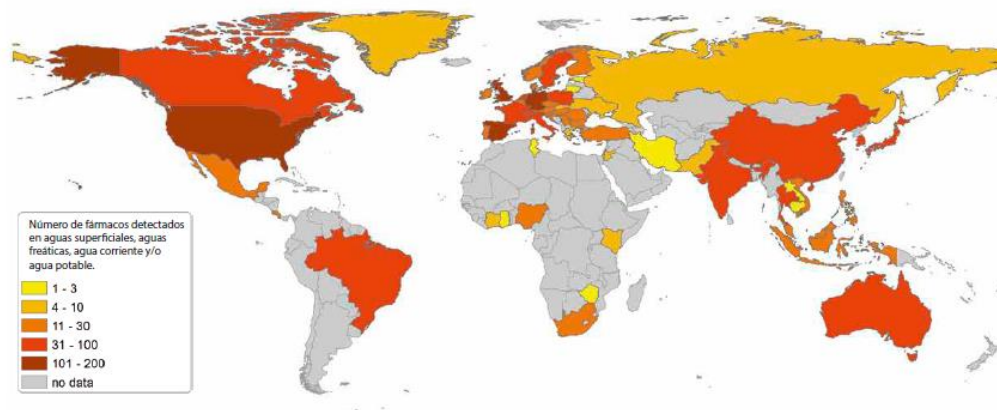 Número de fármacos detectados
en aguas superficiales, aguas
freáticas, agua corriente y/o
agua potable.
1 - 3
4 - 10
11 - 30
31 - 100
101 - 200
no data